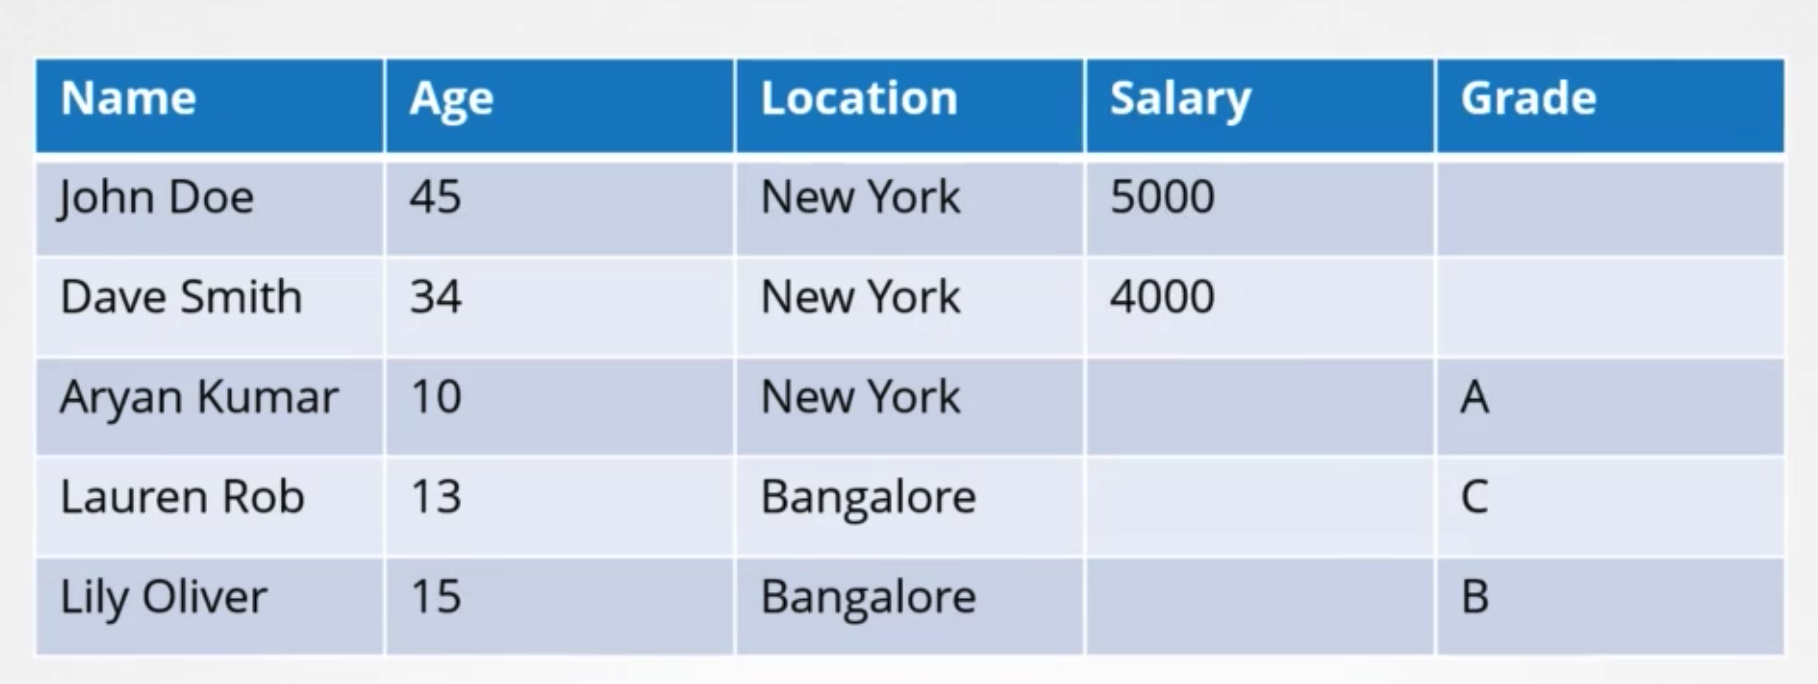 Name Age Location Salary Grade
John Doe 45 New York 5000
Dave Smith 34 New York 4000
Aryan Kumar 10 New York A
Lauren Rob 13 Bangalore C
Lily Oliver 15 Bangalore B